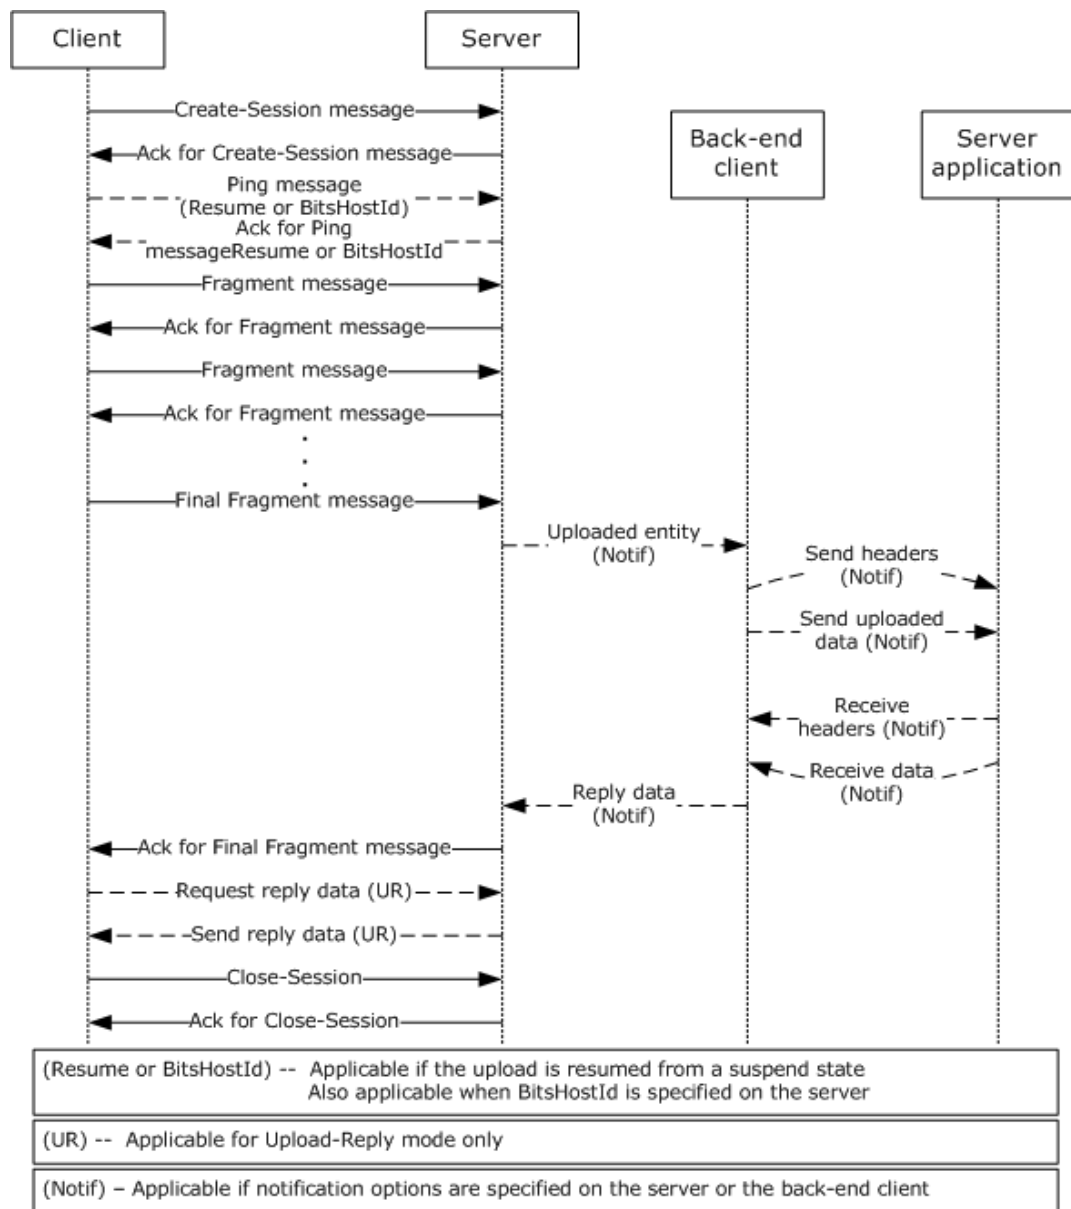 Client
Server
Create-Session message
Back-end
client
Server
application
Ack for Create-Session message
Ping message
(Resume or BitsHostId)
Ack for Ping
messageResume or BitsHostId
Fragment message
Ack for Fragment message
Fragment message
Ack for Fragment message
Final Fragment message
Uploaded entity
(Notif)
Send headers
(Notif)
Send uploaded
data (Notif)
Receive
headers (Notif)
Receive data
(Notif)
Reply data
(Notif)
Ack for Final Fragment message
Request reply data (UR)
Send reply data (UR)
Close-Session
Ack for Close-Session
(Resume or BitsHostId) -- Applicable if the upload is resumed from a suspend state
Also applicable when BitsHostId is specified on the server
(UR) -- Applicable for Upload-Reply mode only
(Notif) – Applicable if notification options are specified on the server or the back-end client